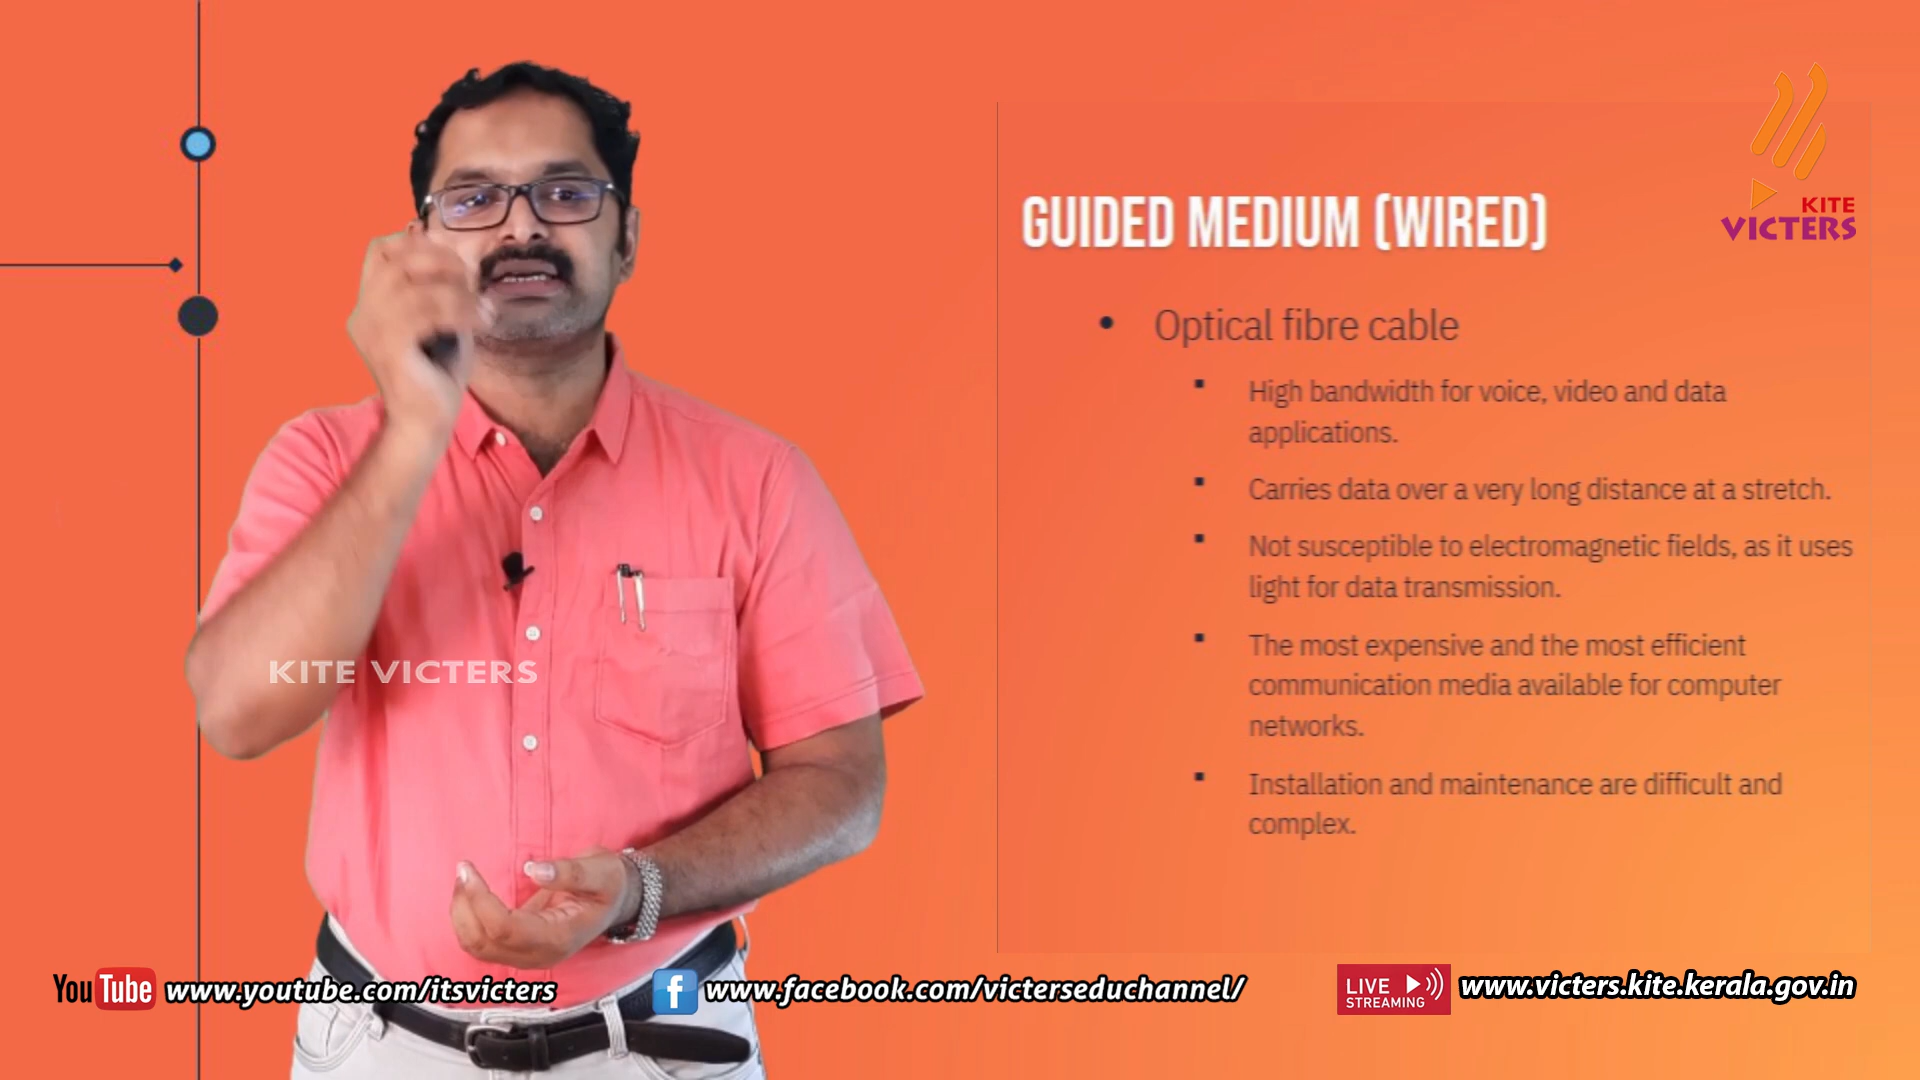 KITE
VICTERS
GUIDED MEDIUM (WIRED)
• Optical fibre cable
▪ High bandwidth for voice, video and data
applications.
▪ Carries data over a very long distance at a stretch.
▪ Not susceptible to electromagnetic fields, as it uses
light for data transmission.
▪ The most expensive and the most efficient
communication media available for computer
networks.
▪ Installation and maintenance are difficult and
complex.
KITE VICTERS
YouTube www.youtube.com/itsvicters
f www.facebook.com/victerseduchannel/
LIVE
STREAMING
www.victers.kite.kerala.gov.in